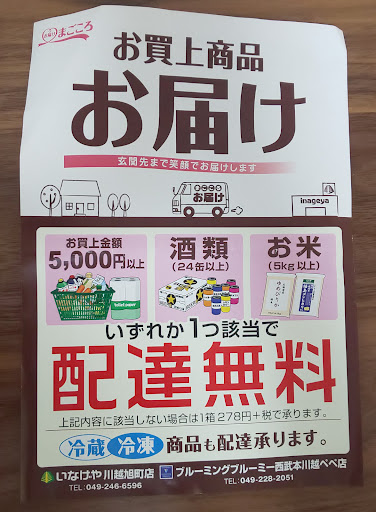 まごころ
お買上商品
お届け
玄関先まで笑顔でお届けします
まごころ
お届け
inageya
お買上金額
5,000円以上
酒類
(24缶以上)
お米
(5kg以上)
いずれか1つ該当で
配達無料
上記内容に該当しない場合は1箱278円+税で承ります。
冷蔵 冷凍 商品も配達承ります。
いなげや 川越旭町店
TEL: 049-246-6596
ブルーミングブルーミー西武本川越ペペ店
TEL: 049-228-2051